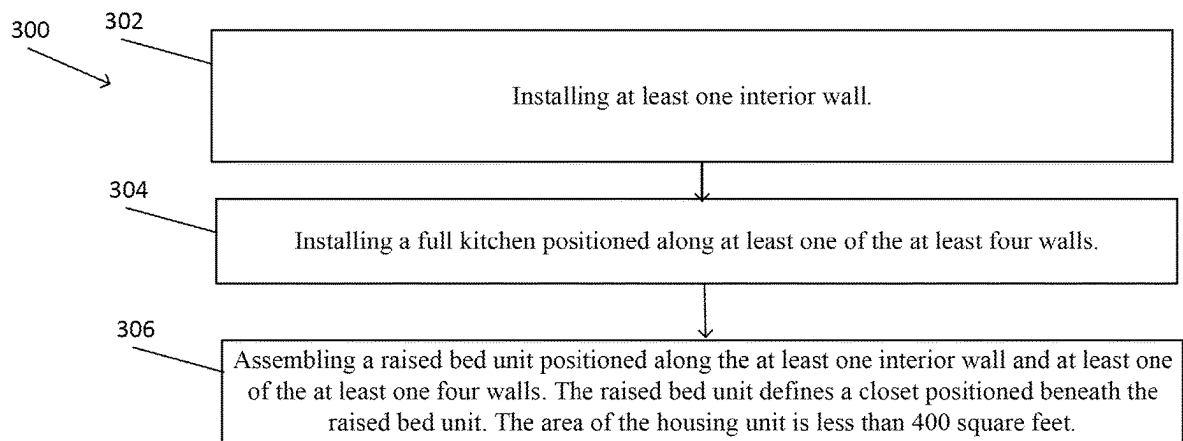 300
302
Installing at least one interior wall.
304
Installing a full kitchen positioned along at least one of the at least four walls.
306
Assembling a raised bed unit positioned along the at least one interior wall and at least one
of the at least one four walls. The raised bed unit defines a closet positioned beneath the
raised bed unit. The area of the housing unit is less than 400 square feet.